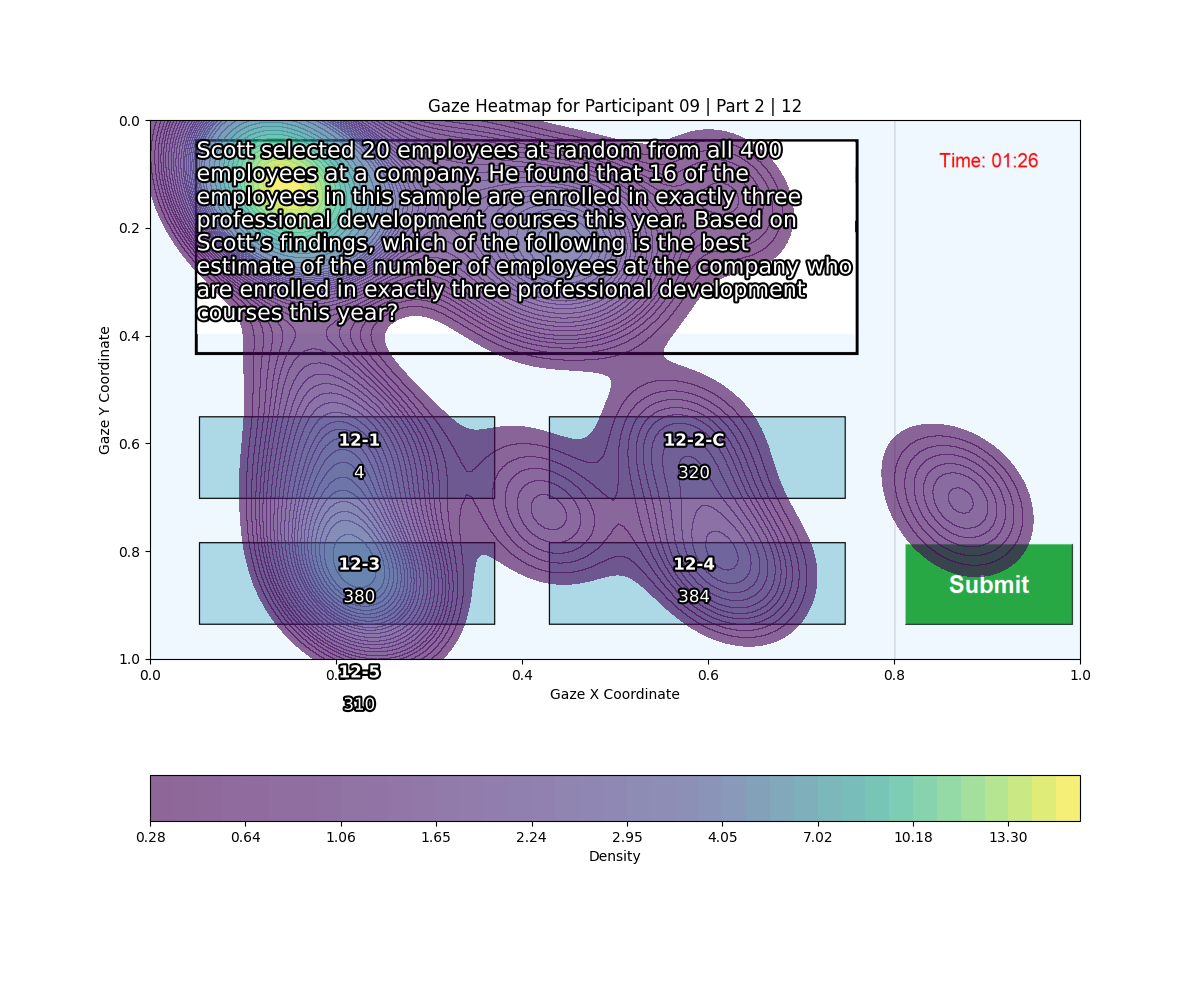 Gaze Heatmap for Participant 09 | Part 2 | 12
Scott selected 20 employees at random from all 400
employees at a company. He found that 16 of the
employees in this sample are enrolled in exactly three
professional development courses this year. Based on
Scott’s findings, which of the following is the best
estimate of the number of employees at the company who
are enrolled in exactly three professional development
courses this year?
Time: 01:26
12-1
4
12-2-C
320
12-3
380
12-4
384
Submit
12-5
310
0.0
0.2
0.4
0.6
0.8
1.0
Gaze Y Coordinate
0.0 0.2 0.4 0.6 0.8 1.0
Gaze X Coordinate
0.28 0.64 1.06 1.65 2.24 2.95 4.05 7.02 10.18 13.30
Density